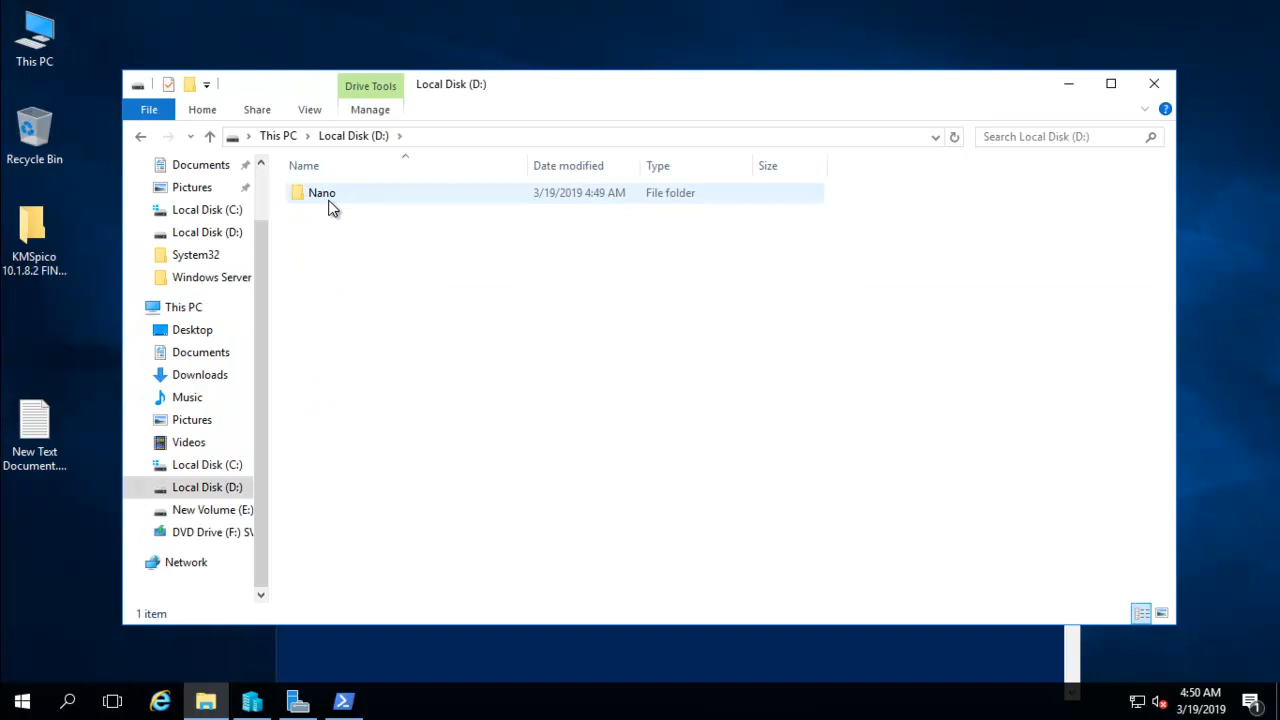 This PC
Recycle Bin
KMSpico
10.1.8.2 FIN...
New Text
Document....
Drive Tools
Local Disk (D:)
File
Home
Share
View
Manage
This PC
Local Disk (D:)
Search Local Disk (D:)
Documents
Pictures
Local Disk (C:)
Local Disk (D:)
System32
Windows Server
This PC
Desktop
Documents
Downloads
Music
Pictures
Videos
Local Disk (C:)
Local Disk (D:)
New Volume (E:)
DVD Drive (F:) S\
Network
Name
Date modified
Type
Size
Nano
3/19/2019 4:49 AM
File folder
1 item
4:50 AM
3/19/2019
1